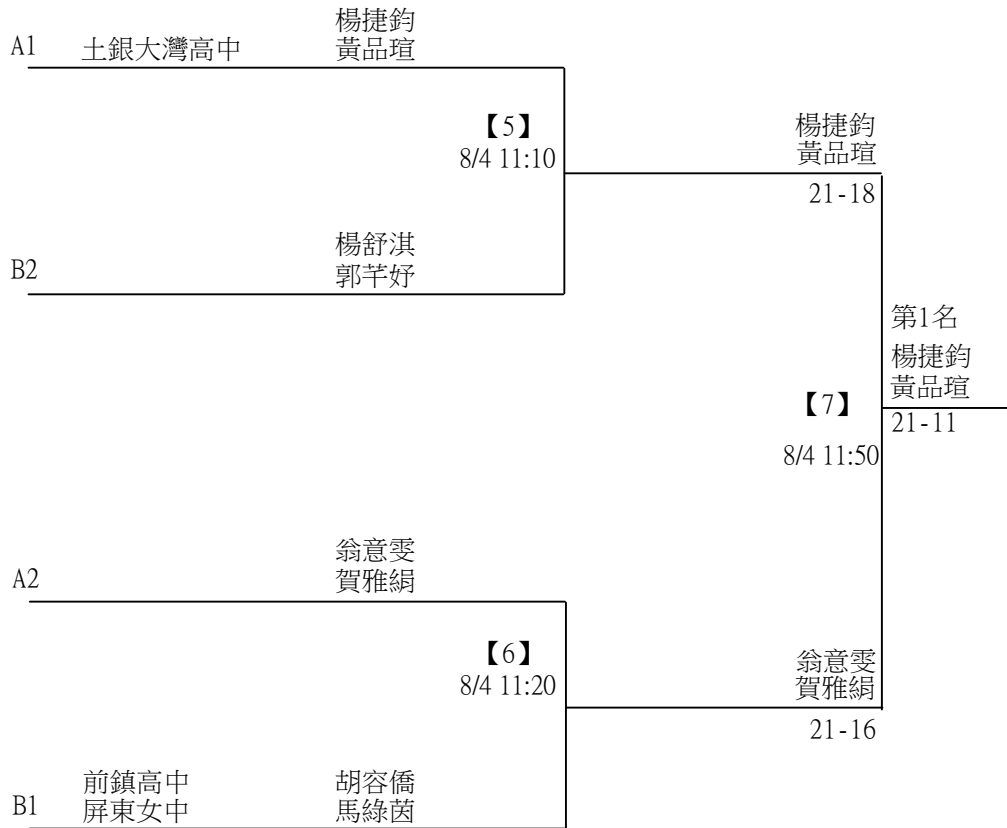 楊捷鈞
A1 土銀大灣高中 黃品瑄
【5】
8/4 11:10
楊捷鈞
黃品瑄
21-18
楊舒淇
B2 郭芊妤
第1名
楊捷鈞
黃品瑄
21-11
【7】
8/4 11:50
翁意雯
A2 賀雅絹
【6】
8/4 11:20
翁意雯
賀雅絹
21-16
前鎮高中 胡容僑
B1 屏東女中 馬綠茵